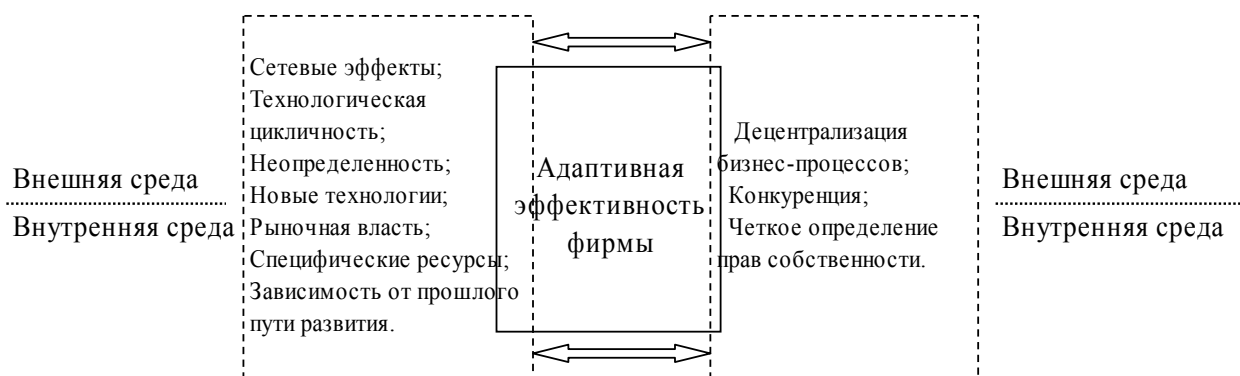 Внешняя среда
Внутренняя среда
Сетевые эффекты;
Технологическая
цикличность;
Неопределенность;
Новые технологии;
Рыночная власть;
Специфические ресурсы;
Зависимость от прошлого
пути развития.
Адаптивная
эффективность
фирмы
Децентрализация
бизнес-процессов;
Конкуренция;
Четкое определение
прав собственности.
Внешняя среда
Внутренняя среда